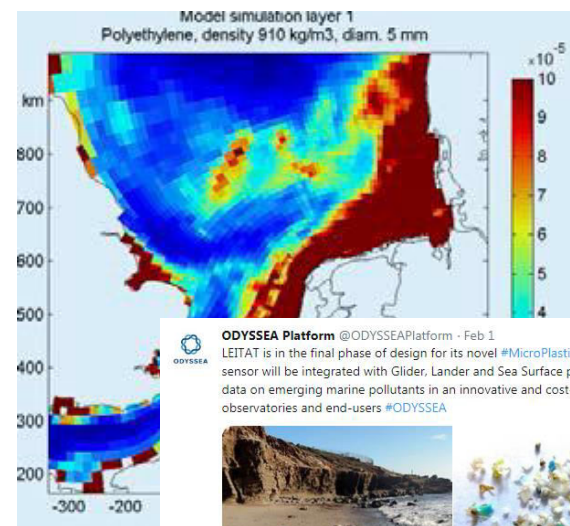 Model simulation layer 1
Polyethylene, density 910 kg/m3, diam. 5 mm
x 10-5
10
9
8
7
6
5
4
km
800
700
600
500
400
300
200
-300
-200
ODYSSEA Platform @ODYSSEAPlatform · Feb 1
LEITAT is in the final phase of design for its novel #MicroPlasti
sensor will be integrated with Glider, Lander and Sea Surface p
data on emerging marine pollutants in an innovative and cost
observatories and end-users #ODYSSEA
ODYSSEA